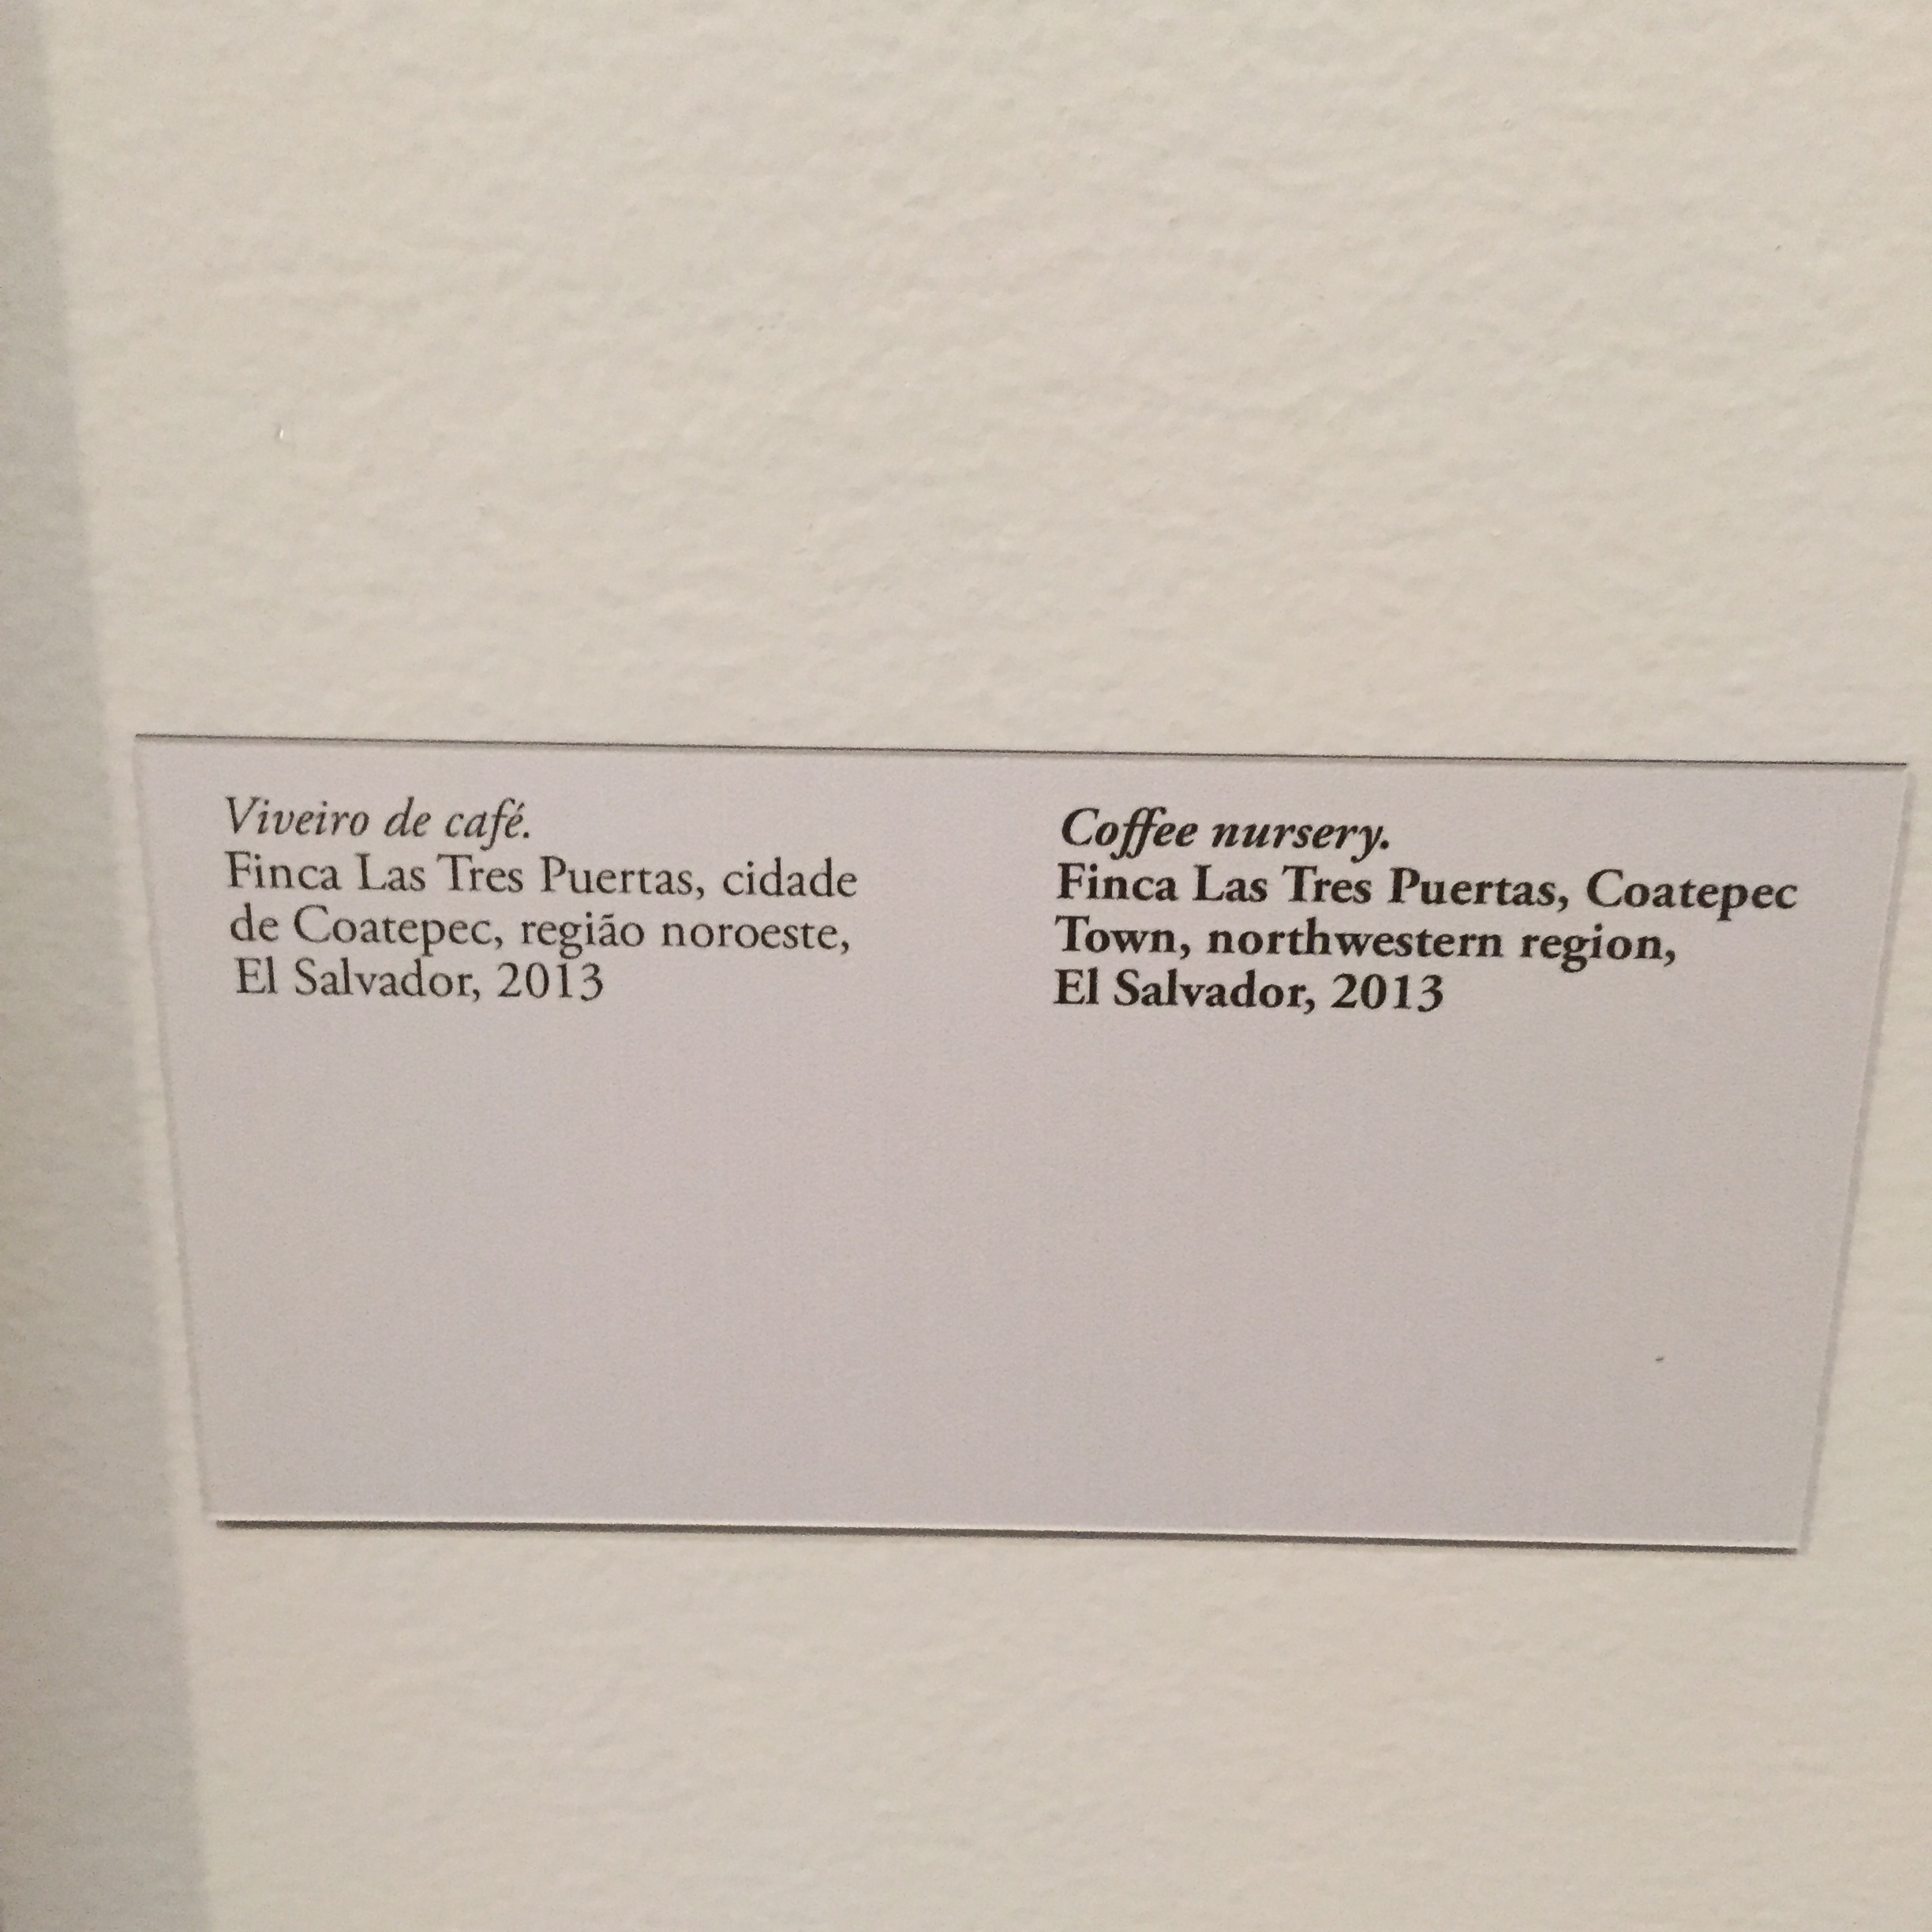 Viveiro de café.
Finca Las Tres Puertas, cidade
de Coatepec, região noroeste,
El Salvador, 2013
Coffee nursery.
Finca Las Tres Puertas, Coatepec
Town, northwestern region,
El Salvador, 2013